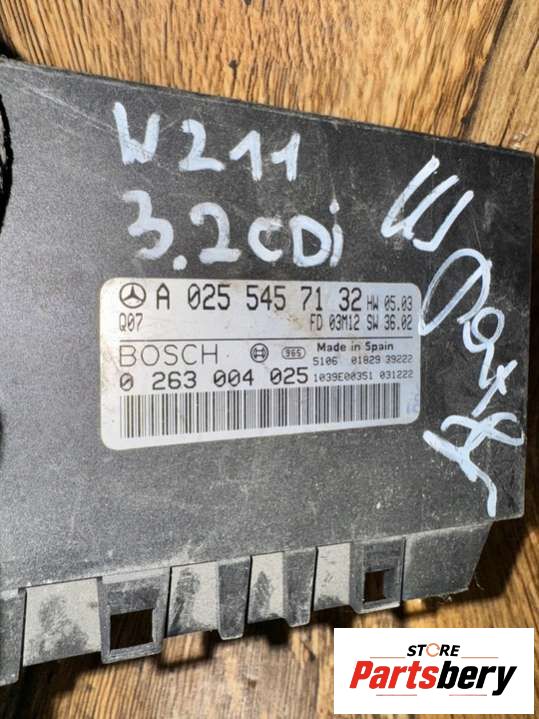 W211
3.2CDi
A 025 545 71 32 HW 05.03
Q07 FD 03M12 SW 36.02
BOSCH 965 Made in Spain
5106 01829 39222
0 263 004 025 1039E00351 031222
STORE
Partsbery